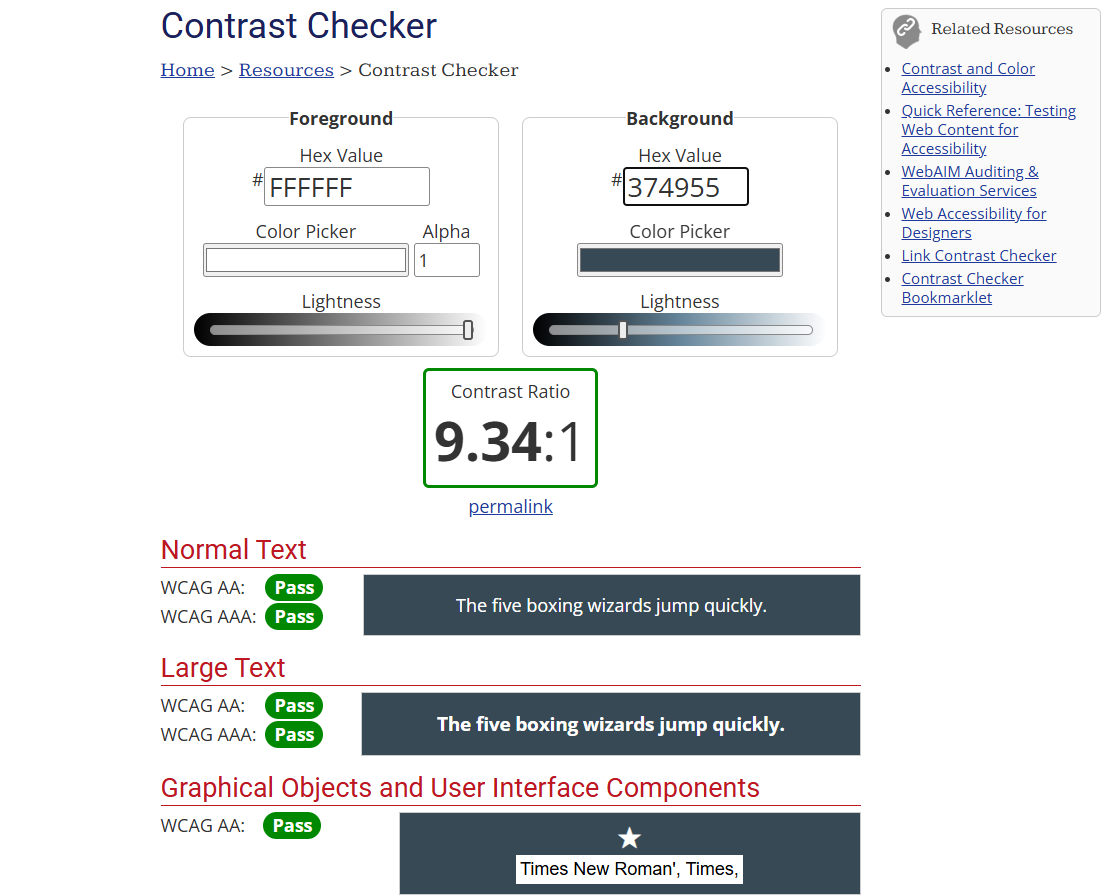 Contrast Checker
Home > Resources > Contrast Checker
Foreground
Hex Value
# FFFFFF
Color Picker
Alpha
1
Lightness
Background
Hex Value
# 374955
Color Picker
Lightness
Contrast Ratio
9.34:1
permalink
Normal Text
WCAG AA: Pass
WCAG AAA: Pass
The five boxing wizards jump quickly.
Large Text
WCAG AA: Pass
WCAG AAA: Pass
The five boxing wizards jump quickly.
Graphical Objects and User Interface Components
WCAG AA: Pass
Times New Roman', Times,
Related Resources
Contrast and Color
Accessibility
Quick Reference: Testing
Web Content for
Accessibility
WebAIM Auditing &
Evaluation Services
Web Accessibility for
Designers
Link Contrast Checker
Contrast Checker
Bookmarklet